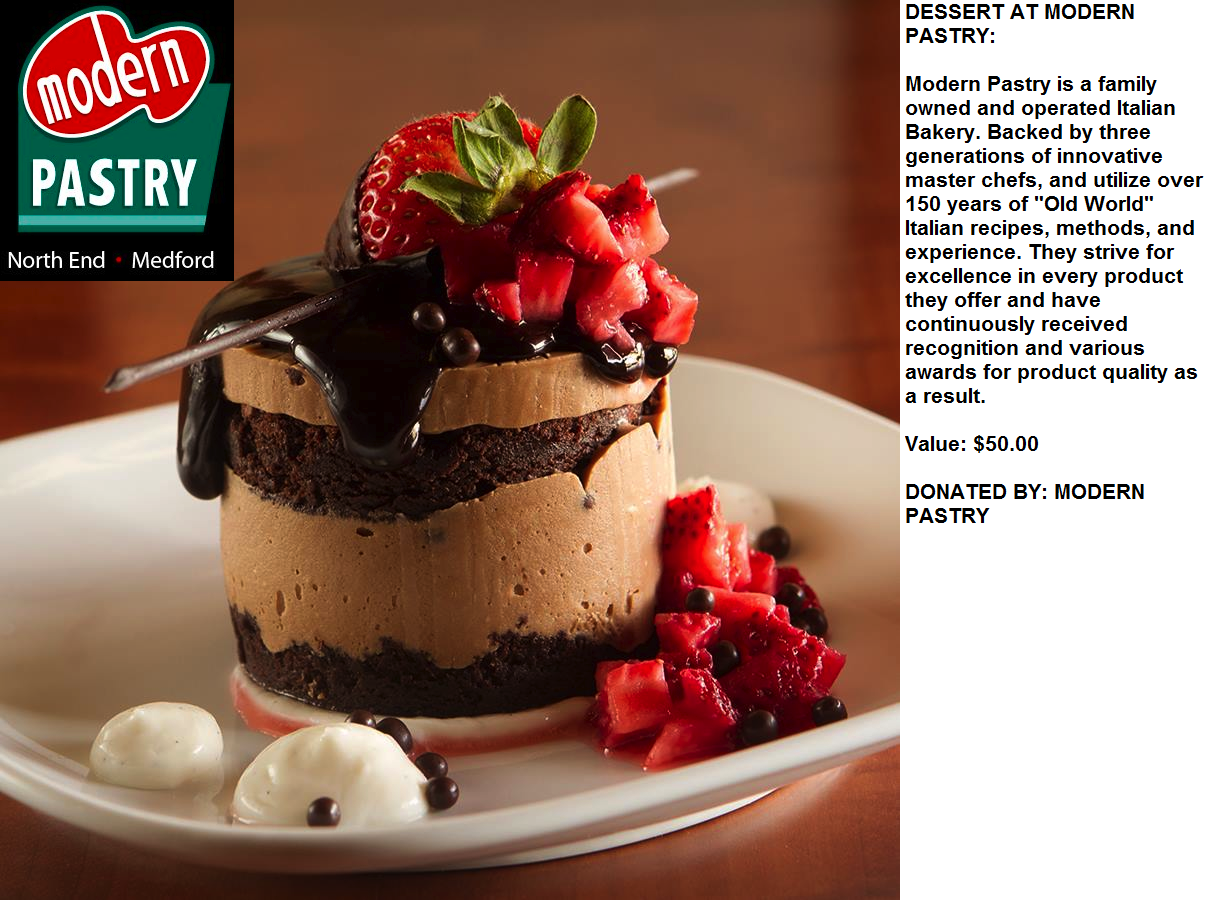 modern
PASTRY
North End • Medford
DESSERT AT MODERN
PASTRY:
Modern Pastry is a family
owned and operated Italian
Bakery. Backed by three
generations of innovative
master chefs, and utilize over
150 years of "Old World"
Italian recipes, methods, and
experience. They strive for
excellence in every product
they offer and have
continuously received
recognition and various
awards for product quality as
a result.
Value: $50.00
DONATED BY: MODERN
PASTRY